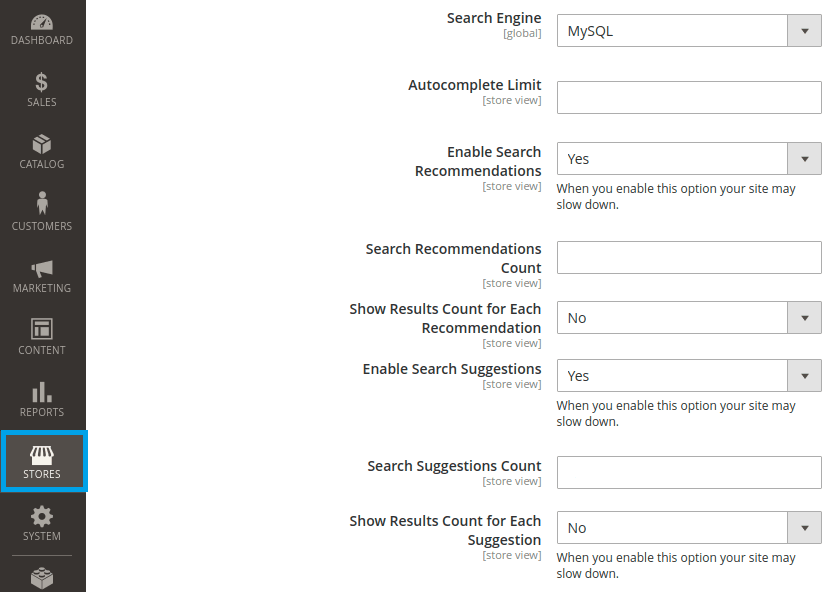 DASHBOARD
SALES
CATALOG
CUSTOMERS
MARKETING
CONTENT
REPORTS
STORES
SYSTEM
Search Engine
[global]
MySQL
Autocomplete Limit
[store view]
Enable Search
Recommendations
[store view]
Yes
When you enable this option your site may
slow down.
Search Recommendations
Count
[store view]
Show Results Count for Each
Recommendation
[store view]
No
Enable Search Suggestions
[store view]
Yes
When you enable this option your site may
slow down.
Search Suggestions Count
[store view]
Show Results Count for Each
Suggestion
[store view]
No
When you enable this option your site may
slow down.